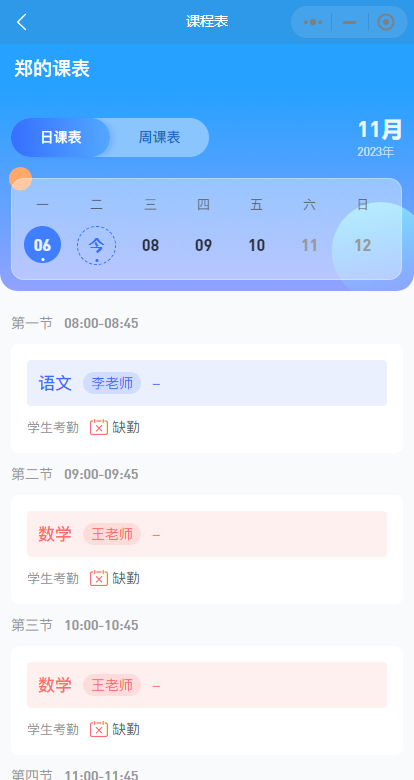 课程表
郑的课表
日课表 周课表 11月
2023年
一 二 三 四 五 六 日
06 今 08 09 10 11 12
第一节 08:00-08:45
语文 李老师 –
学生考勤 缺勤
第二节 09:00-09:45
数学 王老师 –
学生考勤 缺勤
第三节 10:00-10:45
数学 王老师 –
学生考勤 缺勤
第四节 11:00-11:45